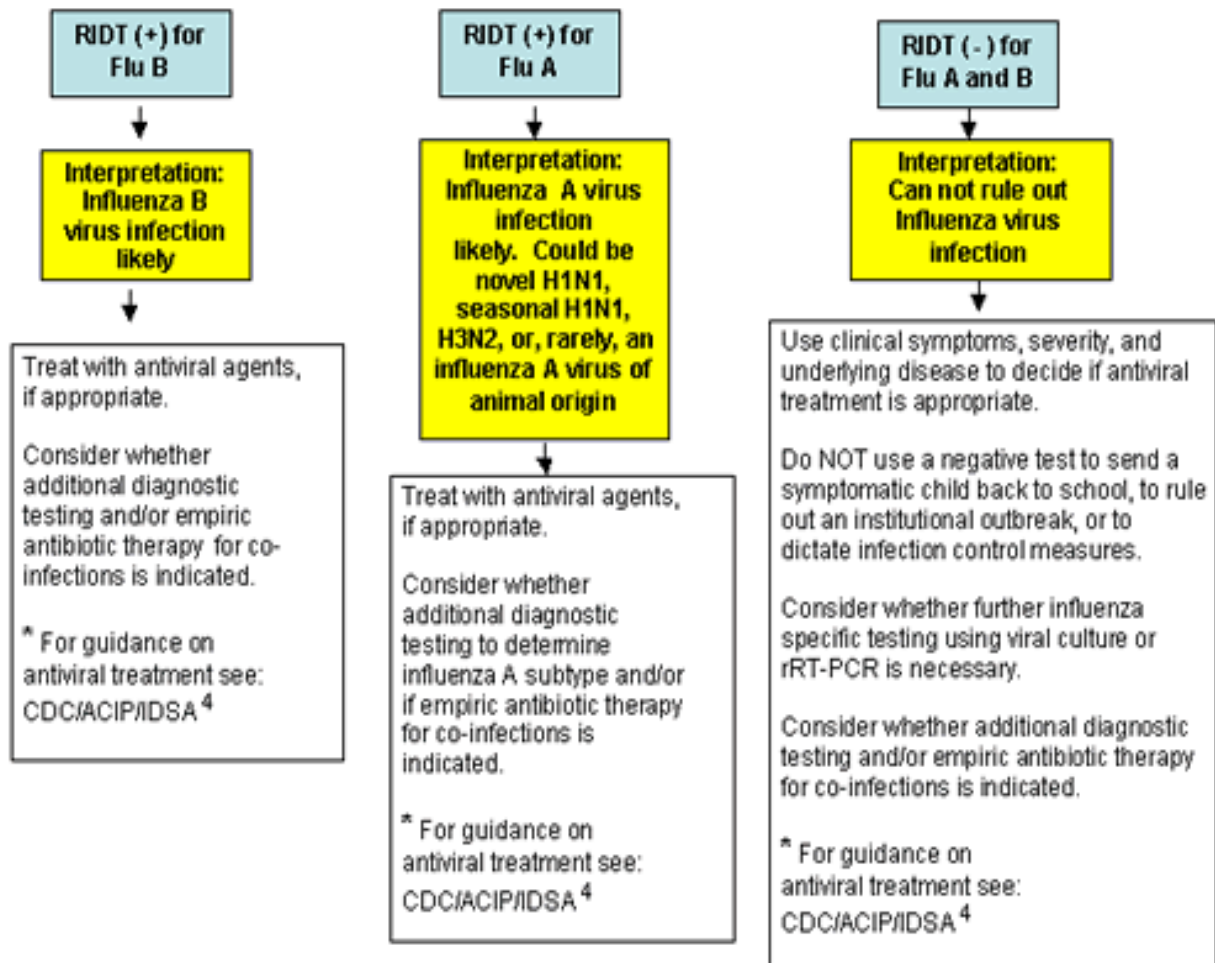 RIDT (+) for
Flu B
Interpretation:
Influenza B
virus infection
likely
Treat with antiviral agents,
if appropriate.
Consider whether
additional diagnostic
testing and/or empiric
antibiotic therapy for co-
infections is indicated.
* For guidance on
antiviral treatment see:
CDC/ACIP/IDSA 4
RIDT (+) for
Flu A
Interpretation:
Influenza A virus
infection
likely. Could be
novel H1N1,
seasonal H1N1,
H3N2, or, rarely, an
influenza A virus of
animal origin
Treat with antiviral agents,
if appropriate.
Consider whether
additional diagnostic
testing to determine
influenza A subtype and/or
if empiric antibiotic therapy
for co-infections is
indicated.
* For guidance on
antiviral treatment see:
CDC/ACIP/IDSA 4
RIDT ( - ) for
Flu A and B
Interpretation:
Can not rule out
Influenza virus
infection
Use clinical symptoms, severity, and
underlying disease to decide if antiviral
treatment is appropriate.
Do NOT use a negative test to send a
symptomatic child back to school, to rule
out an institutional outbreak, or to
dictate infection control measures.
Consider whether further influenza
specific testing using viral culture or
rRT-PCR is necessary.
Consider whether additional diagnostic
testing and/or empiric antibiotic therapy
for co-infections is indicated.
* For guidance on
antiviral treatment see:
CDC/ACIP/IDSA 4